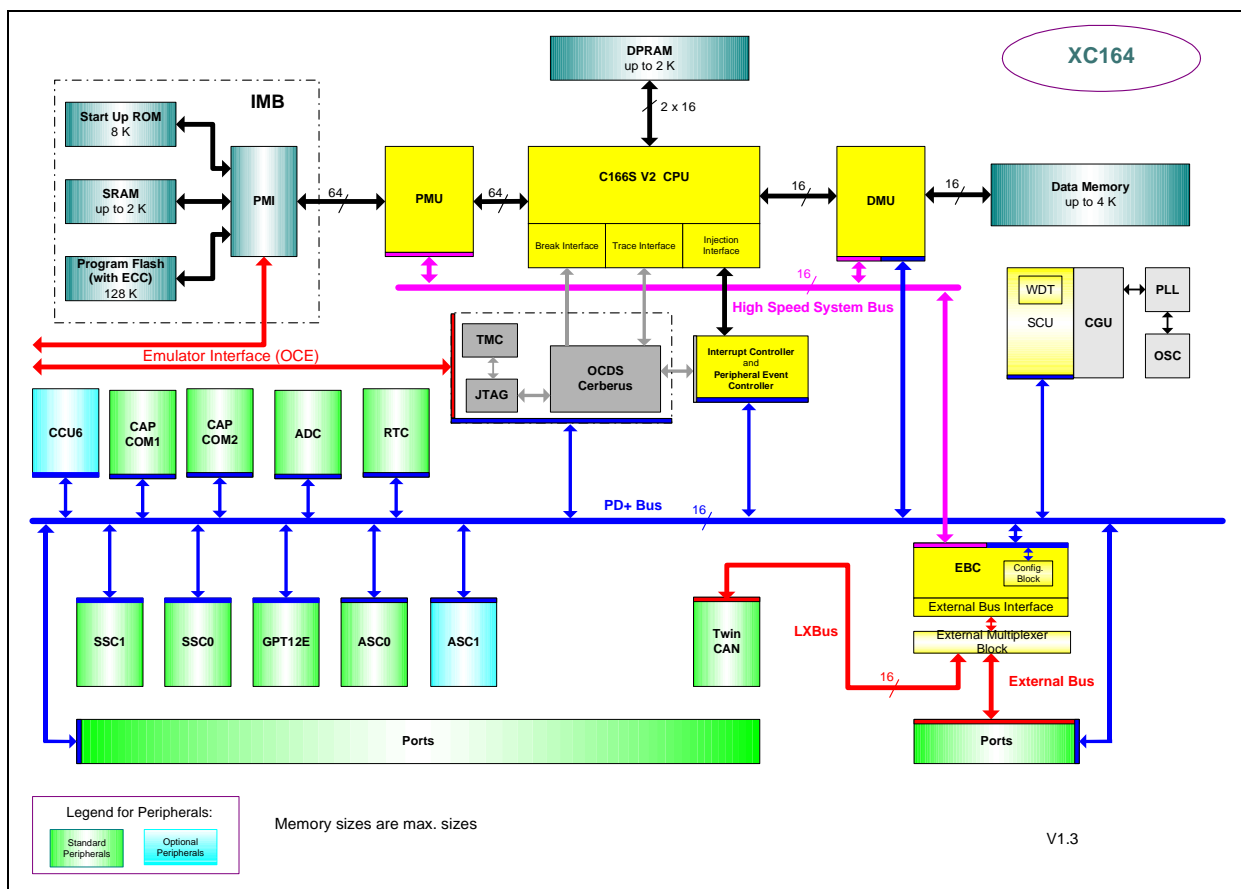 XC164
DPRAM
up to 2 K
2 x 16
IMB
Start Up ROM
8 K
SRAM
up to 2 K
Program Flash
(with ECC)
128 K
PMI
64
PMU
64
C166S V2 CPU
Break Interface
Trace Interface
Injection
Interface
16
DMU
16
Data Memory
up to 4 K
16
High Speed System Bus
WDT
SCU
CGU
PLL
OSC
Emulator Interface (OCE)
TMC
JTAG
OCDS
Cerberus
Interrupt Controller
and
Peripheral Event
Controller
CCU6
CAP
COM1
CAP
COM2
ADC
RTC
PD+ Bus
16
EBC
Config.
Block
External Bus Interface
External Multiplexer
Block
SSC1
SSC0
GPT12E
ASC0
ASC1
Twin
CAN
LXBus
16
External Bus
Ports
Ports
Legend for Peripherals:
Standard
Peripherals
Optional
Peripherals
Memory sizes are max. sizes
V1.3